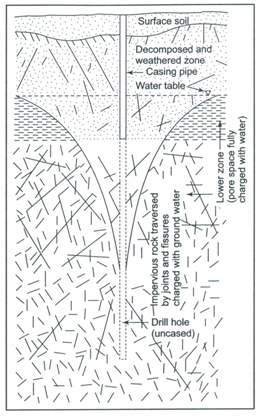 Surface soil
Decomposed and
weathered zone
Casing pipe
Water table
Lower zone
(pore space fully
charged with water)
Impervious rock traversed
by joints and fissures
charged with ground water
Drill hole
(uncased)